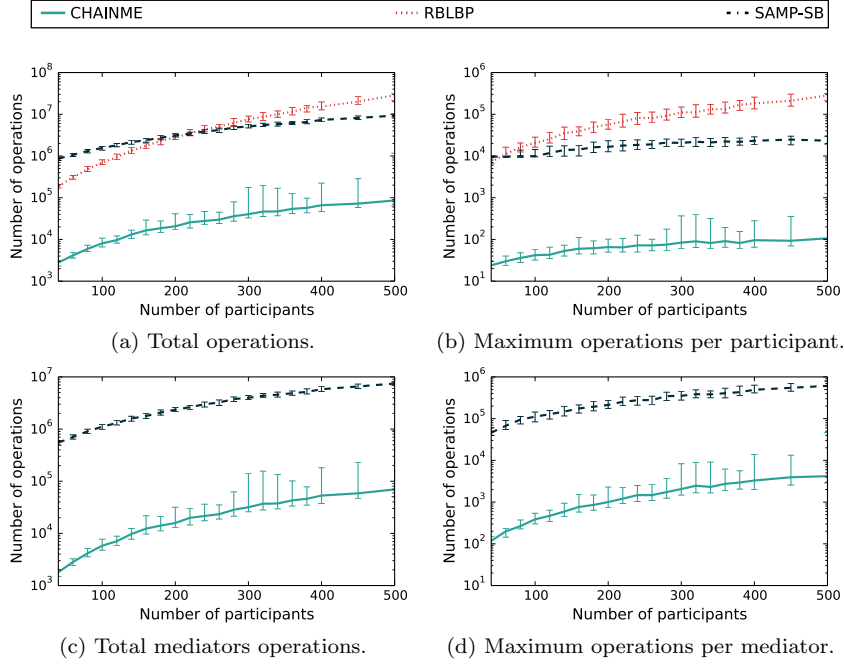 CHAINME RBLBP SAMP-SB
Number of operations
10^8
10^7
10^6
10^5
10^4
10^3
100 200 300 400 500
Number of participants
(a) Total operations.
Number of operations
10^6
10^5
10^4
10^3
10^2
10^1
100 200 300 400 500
Number of participants
(b) Maximum operations per participant.
Number of operations
10^7
10^6
10^5
10^4
10^3
100 200 300 400 500
Number of participants
(c) Total mediators operations.
Number of operations
10^6
10^5
10^4
10^3
10^2
10^1
100 200 300 400 500
Number of participants
(d) Maximum operations per mediator.